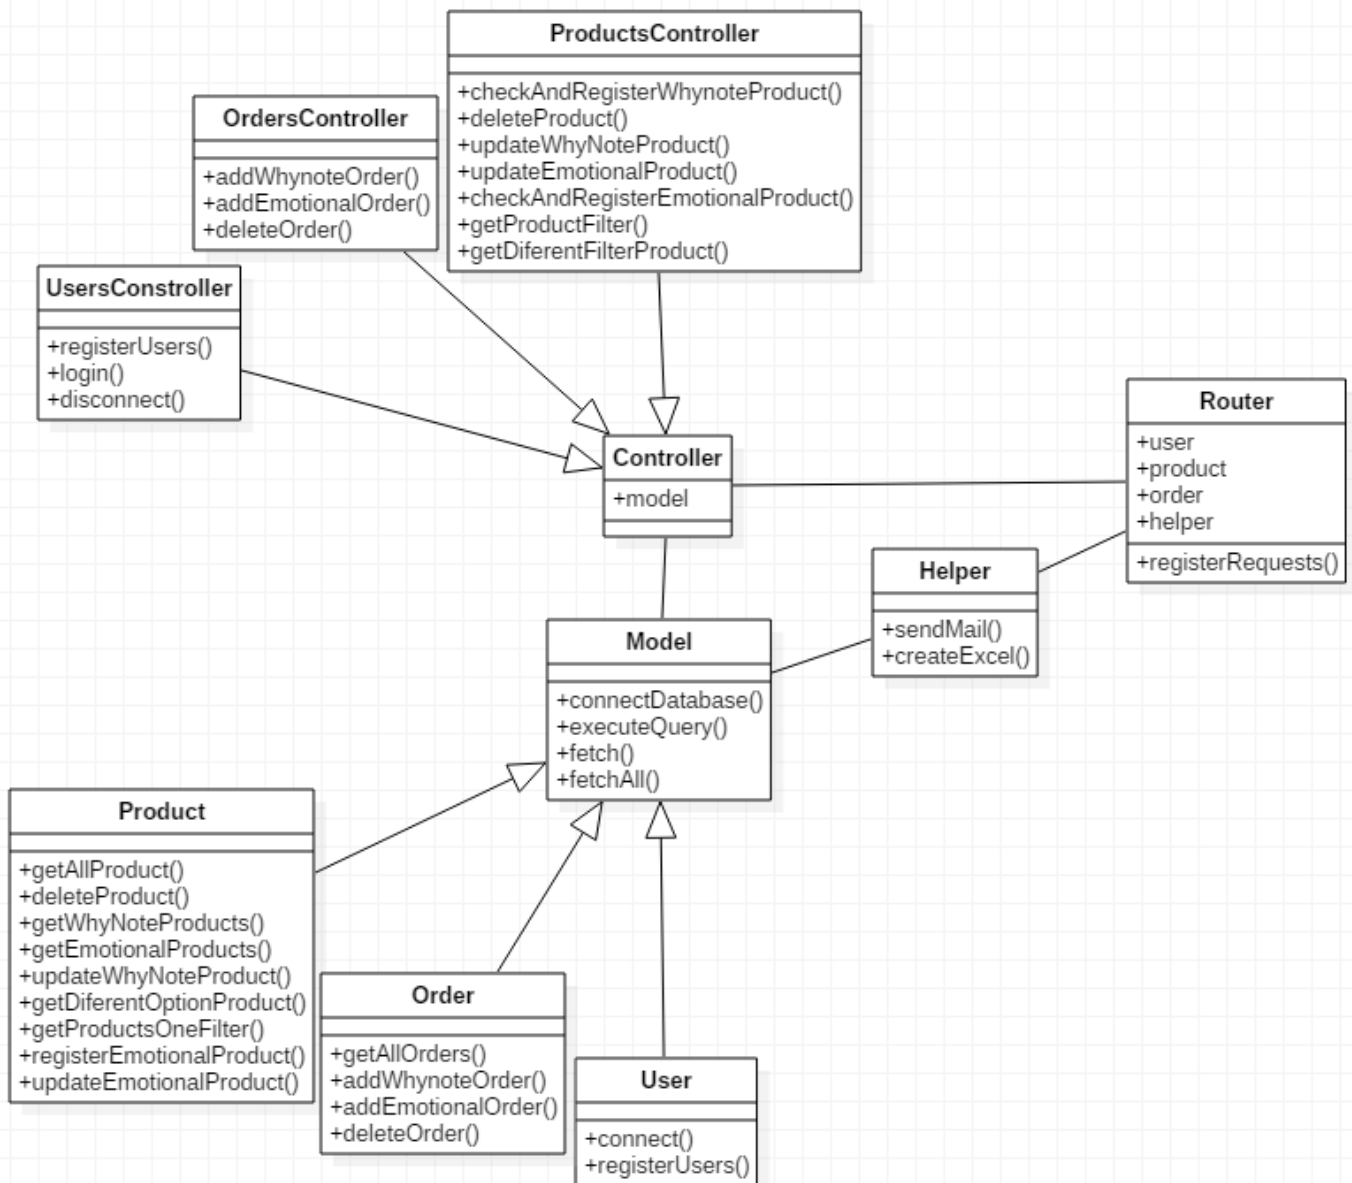 ProductsController
+checkAndRegisterWhynoteProduct()
+deleteProduct()
+updateWhyNoteProduct()
+updateEmotionalProduct()
+checkAndRegisterEmotionalProduct()
+getProductFilter()
+getDiferentFilterProduct()
OrdersController
+addWhynoteOrder()
+addEmotionalOrder()
+deleteOrder()
UsersConstroller
+registerUsers()
+login()
+disconnect()
Controller
+model
Router
+user
+product
+order
+helper
+registerRequests()
Helper
+sendMail()
+createExcel()
Model
+connectDatabase()
+executeQuery()
+fetch()
+fetchAll()
Product
+getAllProduct()
+deleteProduct()
+getWhyNoteProducts()
+getEmotionalProducts()
+updateWhyNoteProduct()
+getDiferentOptionProduct()
+getProductsOneFilter()
+registerEmotionalProduct()
+updateEmotionalProduct()
Order
+getAllOrders()
+addWhynoteOrder()
+addEmotionalOrder()
+deleteOrder()
User
+connect()
+registerUsers()